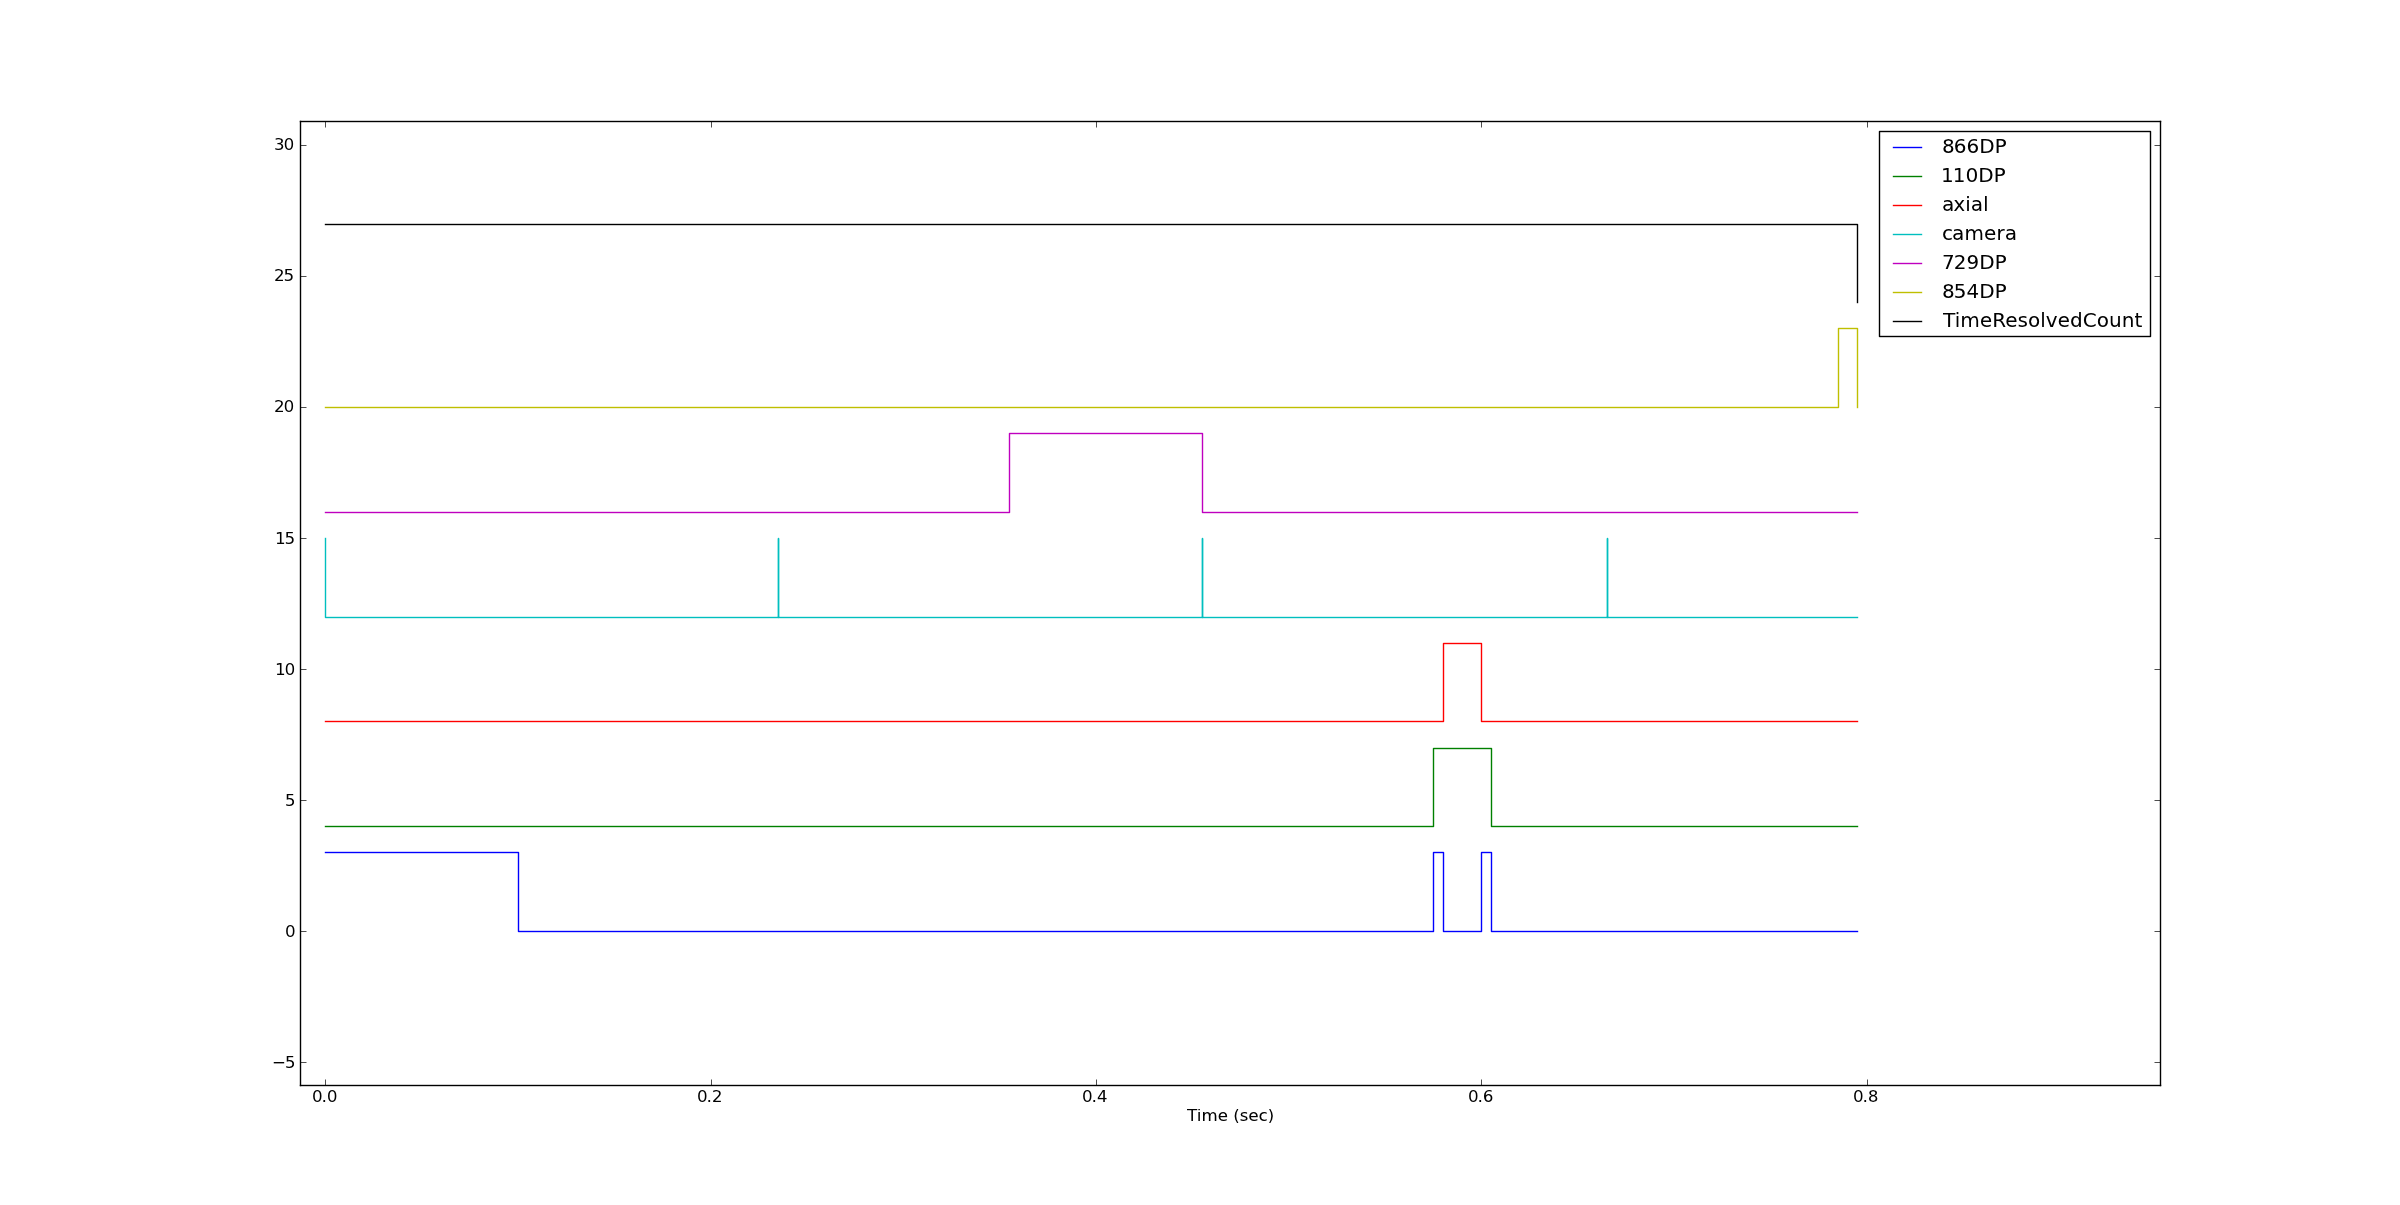 30
25
20
15
10
5
0
−5
0.0 0.2 0.4 0.6 0.8
Time (sec)
866DP
110DP
axial
camera
729DP
854DP
TimeResolvedCount